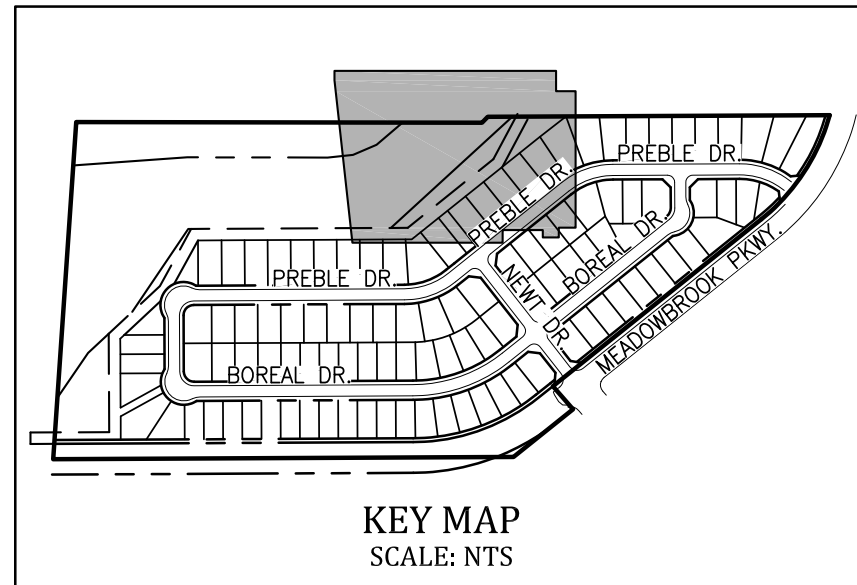 PREBLE DR.
PREBLE DR.
BOREAL DR.
NEWT DR.
PREBLE DR.
MEADOWBROOK PKWY.
BOREAL DR.
KEY MAP
SCALE: NTS